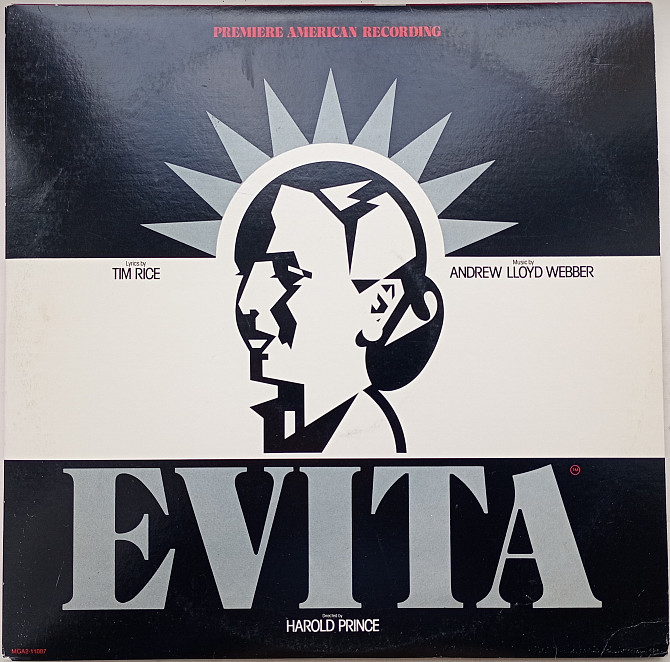 PREMIERE AMERICAN RECORDING
Lyrics by
TIM RICE
Music by
ANDREW LLOYD WEBBER
EVITA
TM
Directed by
HAROLD PRINCE
MCA2-11007